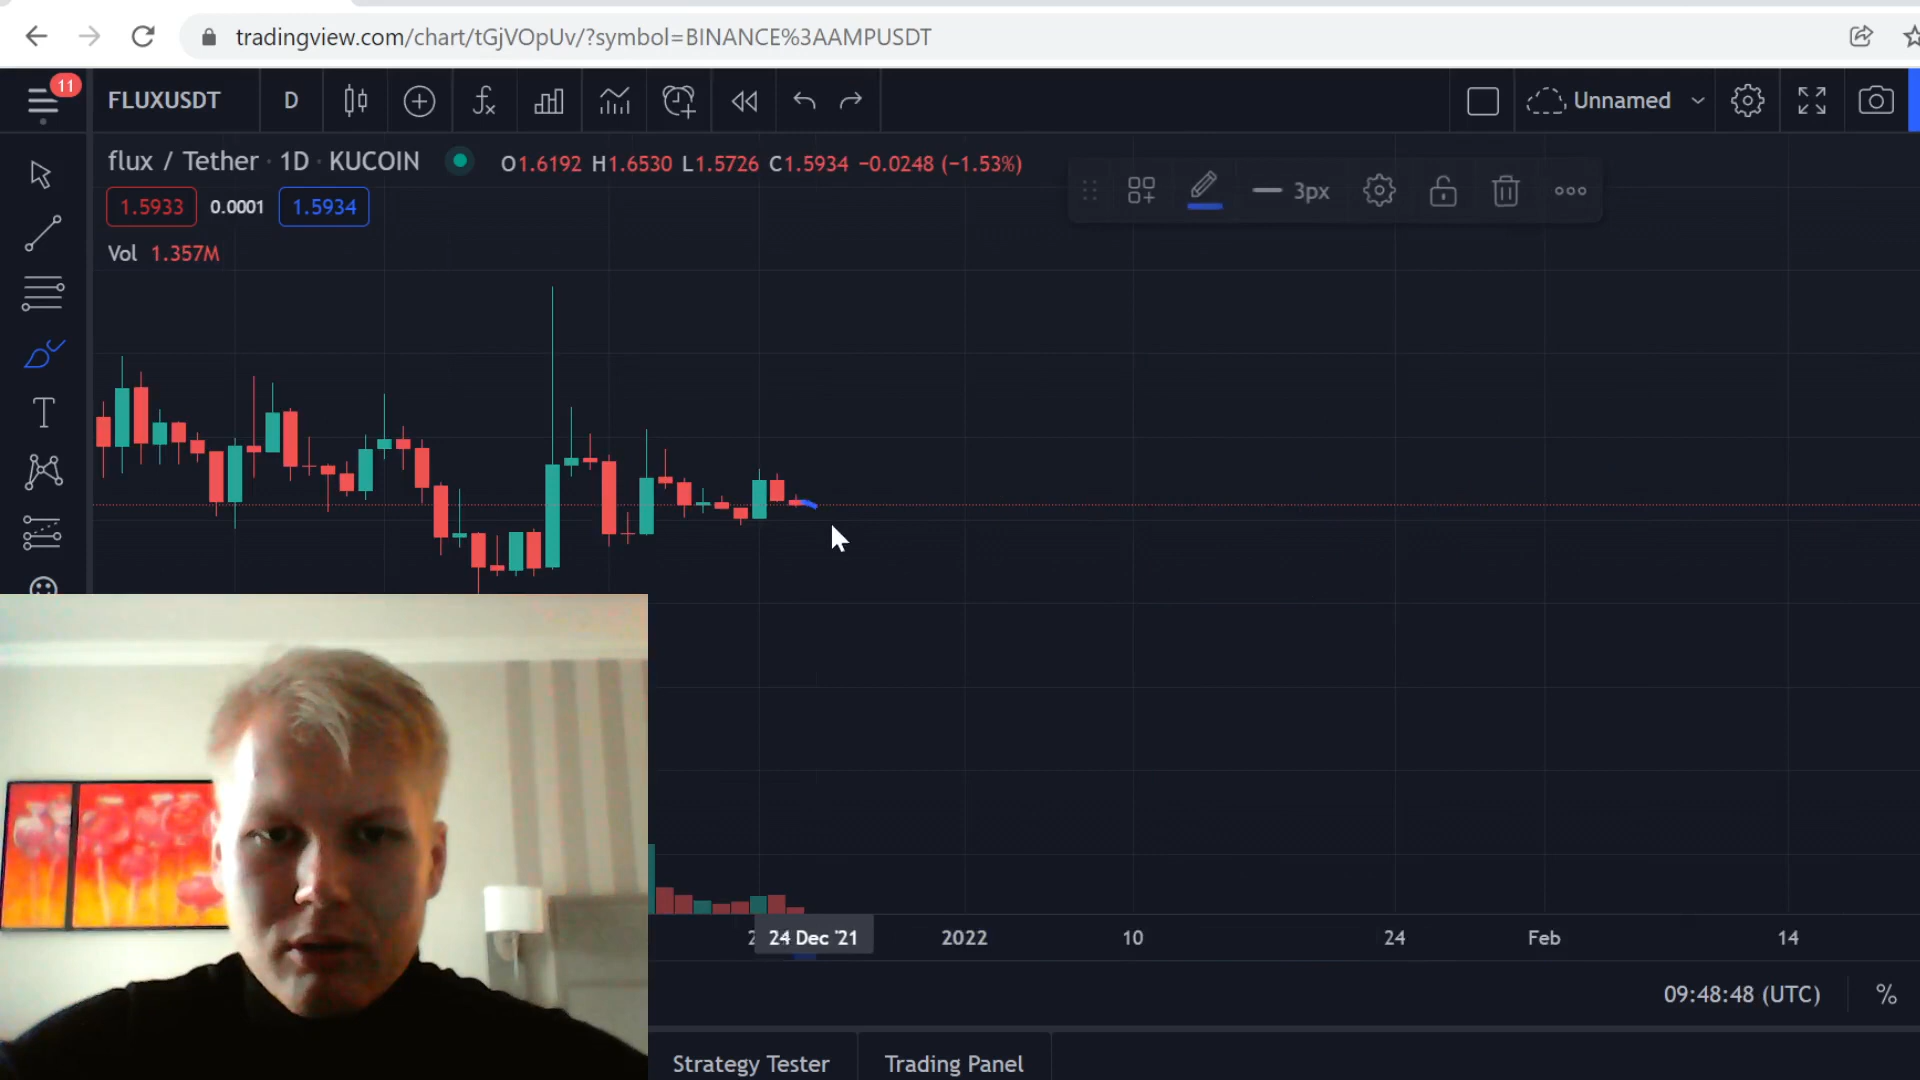 tradingview.com/chart/tGjVOpUv/?symbol=BINANCE%3AAMPUSDT
11
FLUXUSDT D Unnamed
flux / Tether · 1D · KUCOIN O1.6192 H1.6530 L1.5726 C1.5934 −0.0248 (−1.53%)
3px
1.5933 0.0001 1.5934
Vol 1.357M
24 Dec '21 2022 10 24 Feb 14
09:48:48 (UTC) %
Strategy Tester Trading Panel